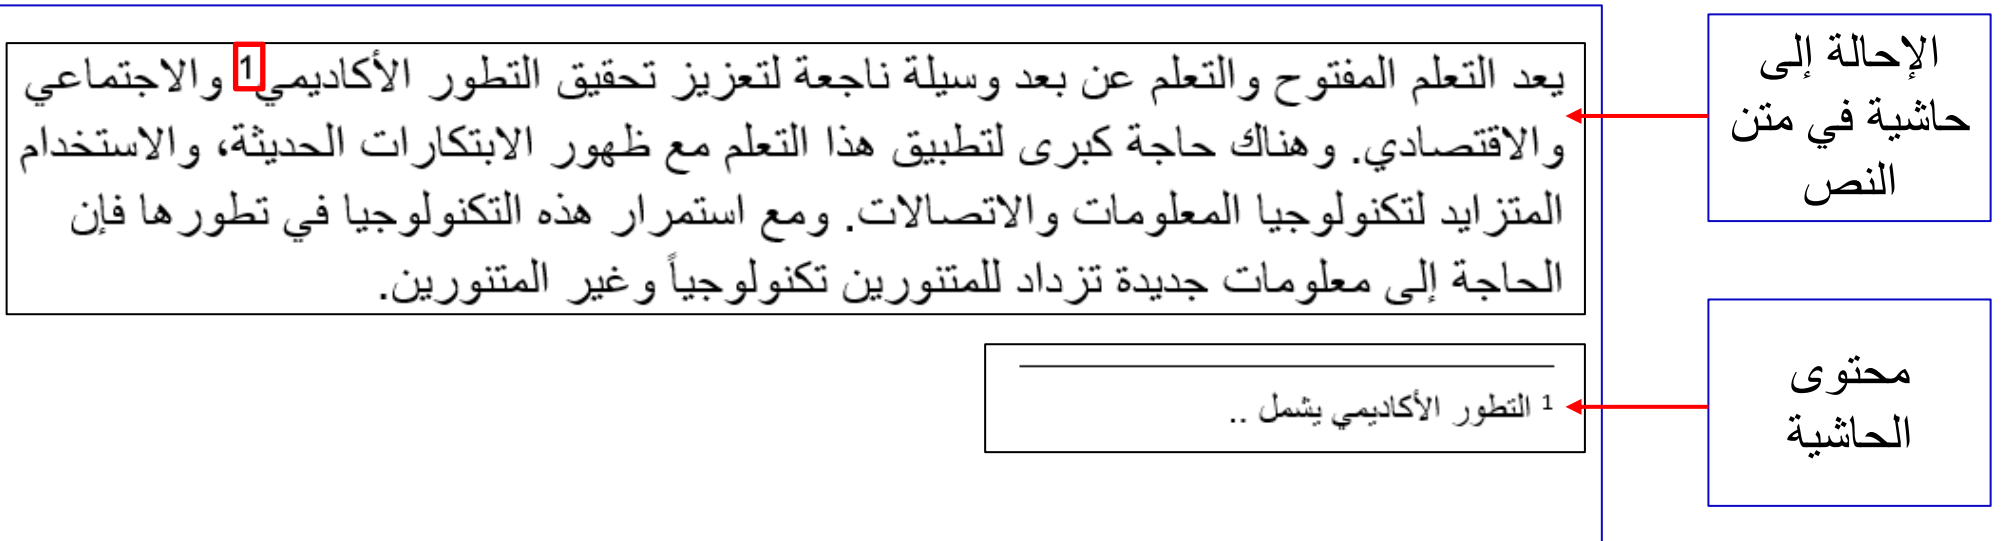 يعد التعلم المفتوح والتعلم عن بعد وسيلة ناجعة لتعزيز تحقيق التطور الأكاديمي1 والاجتماعي
والاقتصادي. وهناك حاجة كبرى لتطبيق هذا التعلم مع ظهور الابتكارات الحديثة، والاستخدام
المتزايد لتكنولوجيا المعلومات والاتصالات. ومع استمرار هذه التكنولوجيا في تطورها فإن
الحاجة إلى معلومات جديدة تزداد للمتنورين تكنولوجياً وغير المتنورين.
الإحالة إلى
حاشية في متن
النص
1 التطور الأكاديمي يشمل ..
محتوى
الحاشية